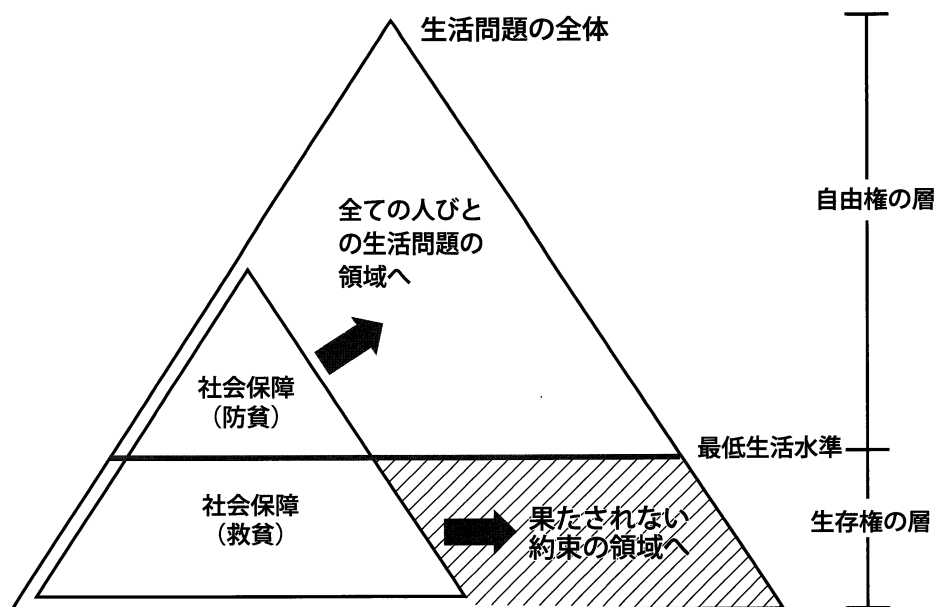 生活問題の全体
自由権の層
全ての人びと
の生活問題の
領域へ
社会保障
（防貧）
最低生活水準
社会保障
（救貧）
果たされない
約束の領域へ
生存権の層